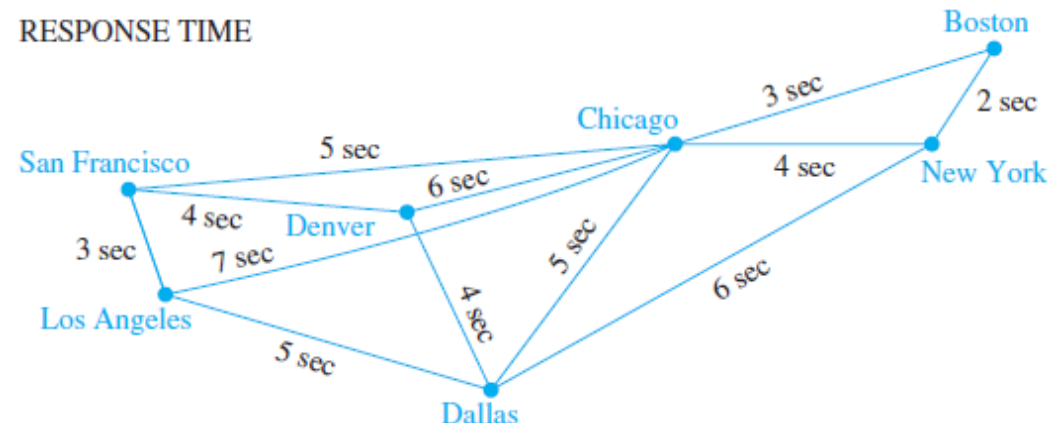 RESPONSE TIME
Boston
3 sec
2 sec
Chicago
5 sec
San Francisco
4 sec
New York
6 sec
4 sec
Denver
3 sec
7 sec
5 sec
6 sec
Los Angeles
4 sec
5 sec
Dallas